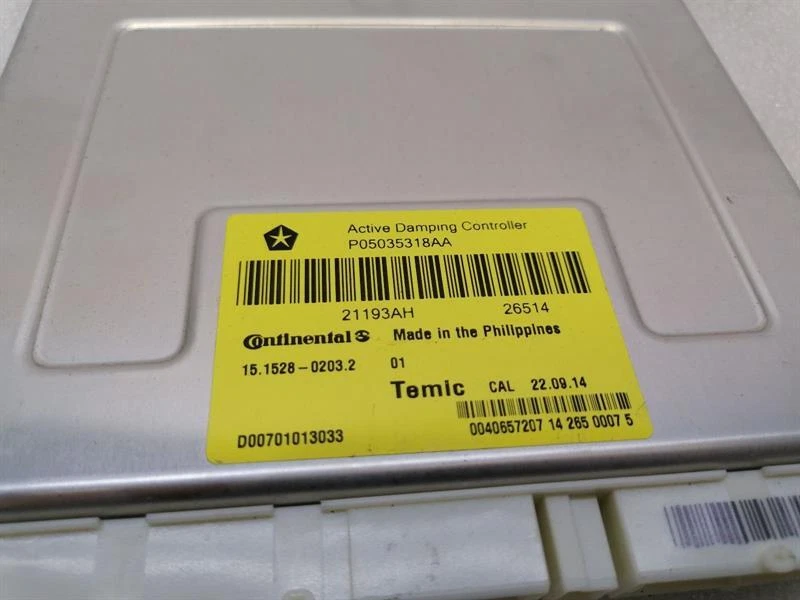 Active Damping Controller
P05035318AA
21193AH 26514
Continental Made in the Philippines
15.1528-0203.2 01
Temic CAL 22.09.14
D00701013033 0040657207 14 265 0007 5